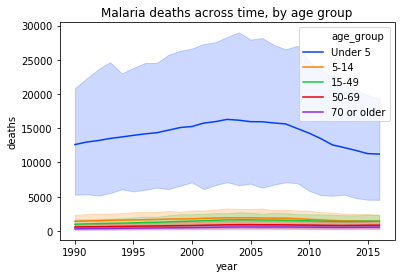 Malaria deaths across time, by age group
30000
25000
20000
15000
10000
5000
0
deaths
age_group
Under 5
5-14
15-49
50-69
70 or older
1990
1995
2000
2005
2010
2015
year